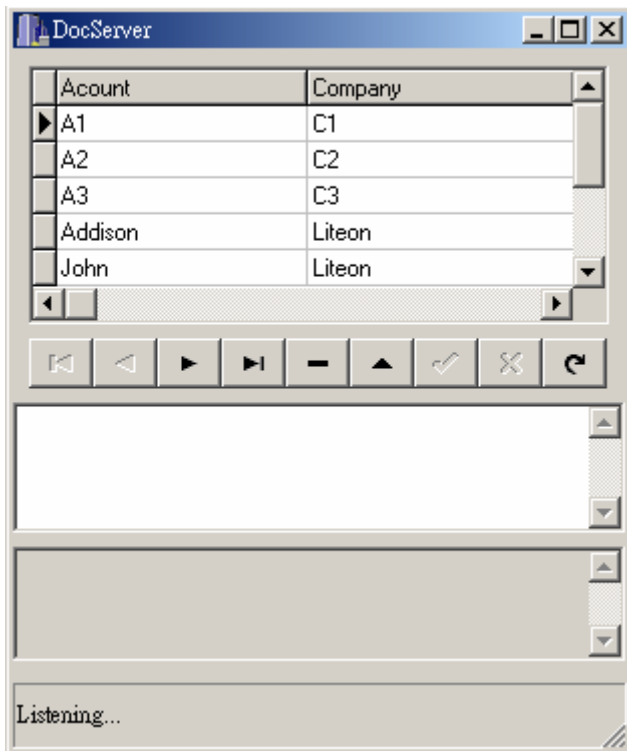 DocServer
Acount Company
A1 C1
A2 C2
A3 C3
Addison Liteon
John Liteon
Listening...